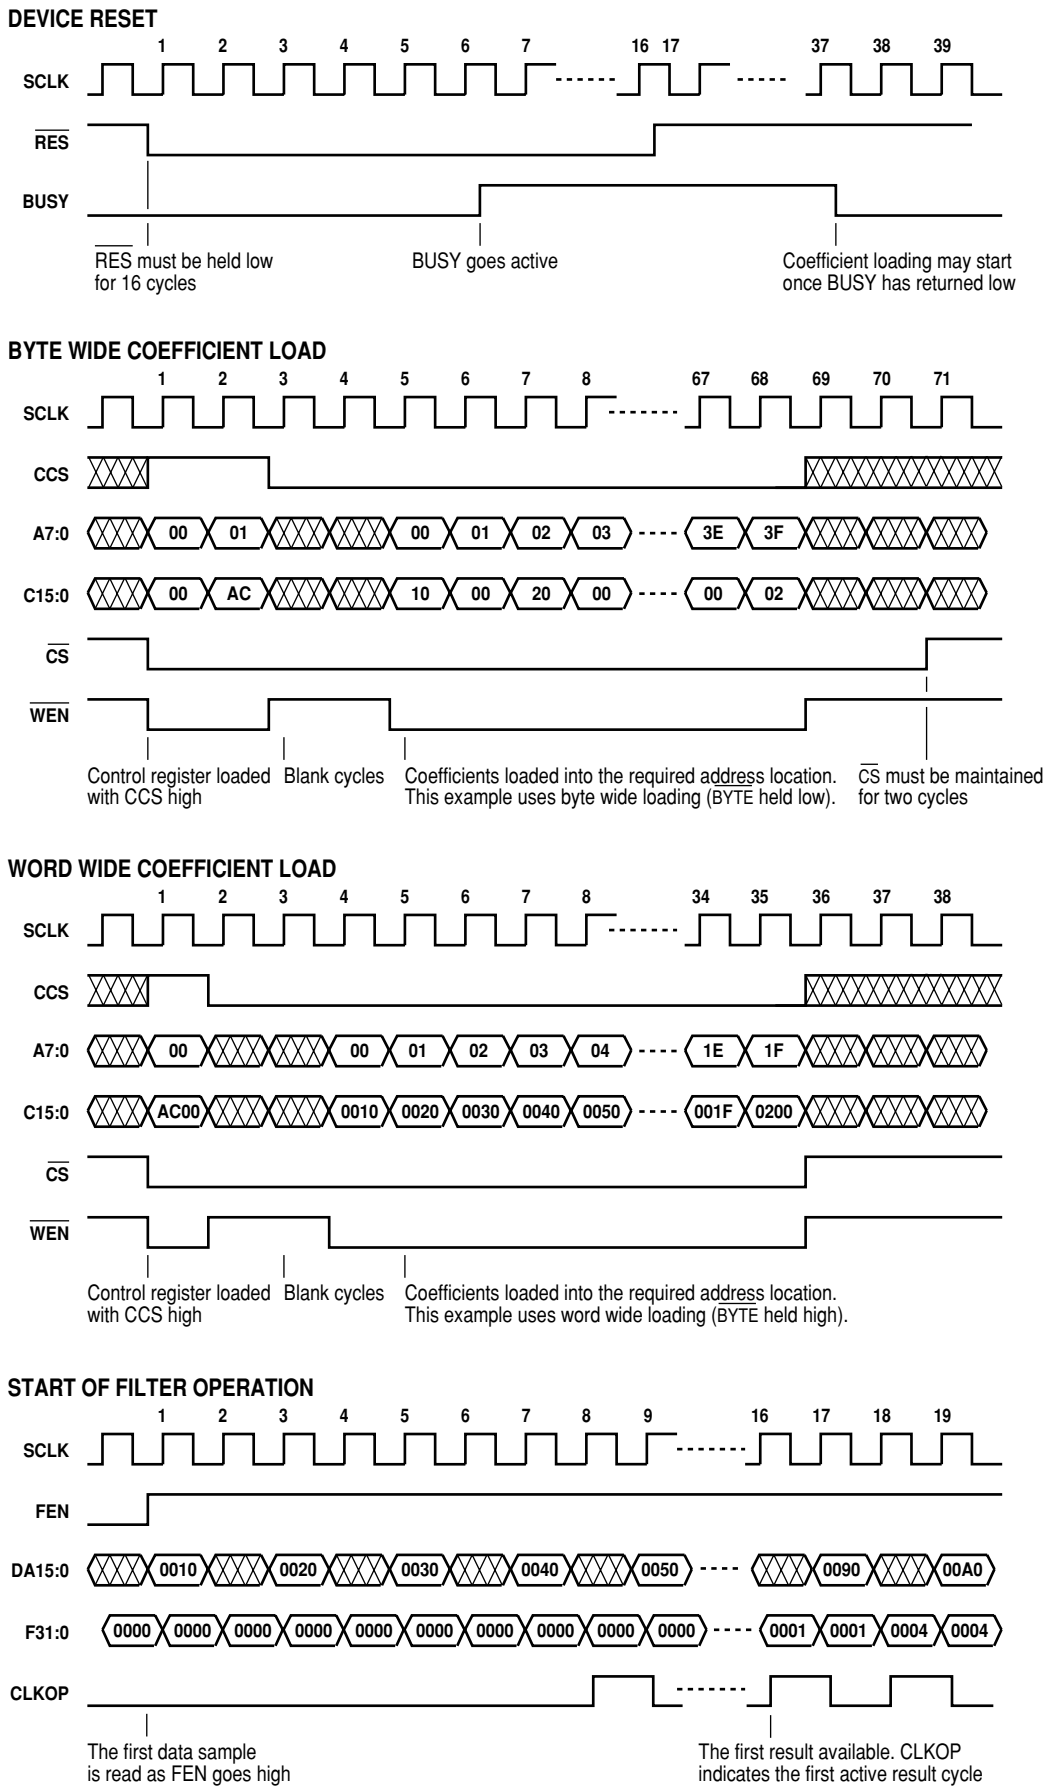 DEVICE RESET
1 2 3 4 5 6 7 16 17 37 38 39
SCLK
RES
BUSY
RES must be held low
for 16 cycles
BUSY goes active
Coefficient loading may start
once BUSY has returned low
BYTE WIDE COEFFICIENT LOAD
1 2 3 4 5 6 7 8 67 68 69 70 71
SCLK
CCS
A7:0 00 01 00 01 02 03 3E 3F
C15:0 00 AC 10 00 20 00 00 02
CS
WEN
Control register loaded
with CCS high
Blank cycles
Coefficients loaded into the required address location.
This example uses byte wide loading (BYTE held low).
CS must be maintained
for two cycles
WORD WIDE COEFFICIENT LOAD
1 2 3 4 5 6 7 8 34 35 36 37 38
SCLK
CCS
A7:0 00 00 01 02 03 04 1E 1F
C15:0 AC00 0010 0020 0030 0040 0050 001F 0200
CS
WEN
Control register loaded
with CCS high
Blank cycles
Coefficients loaded into the required address location.
This example uses word wide loading (BYTE held high).
START OF FILTER OPERATION
1 2 3 4 5 6 7 8 9 16 17 18 19
SCLK
FEN
DA15:0 0010 0020 0030 0040 0050 0090 00A0
F31:0 0000 0000 0000 0000 0000 0000 0000 0000 0000 0000 0001 0001 0004 0004
CLKOP
The first data sample
is read as FEN goes high
The first result available. CLKOP
indicates the first active result cycle